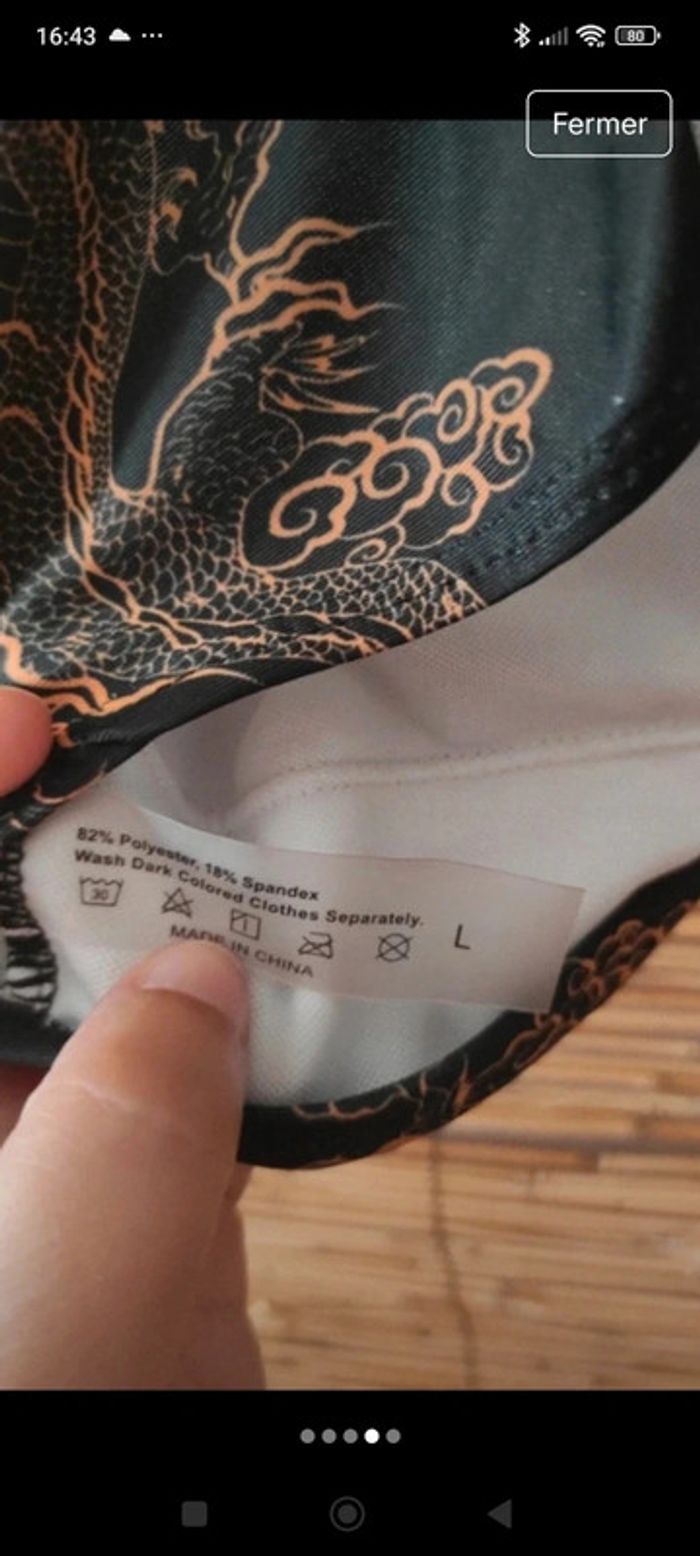 16:43
80
Fermer
82% Polyester, 18% Spandex
Wash Dark Colored Clothes Separately.
30
L
MADE IN CHINA